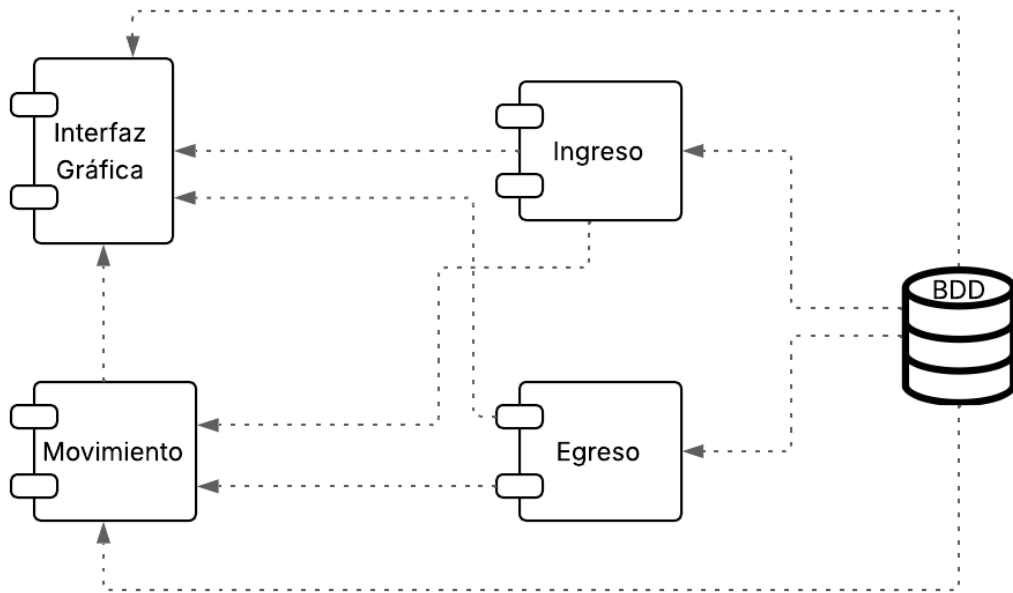 Interfaz
Gráfica
Ingreso
BDD
Movimiento
Egreso